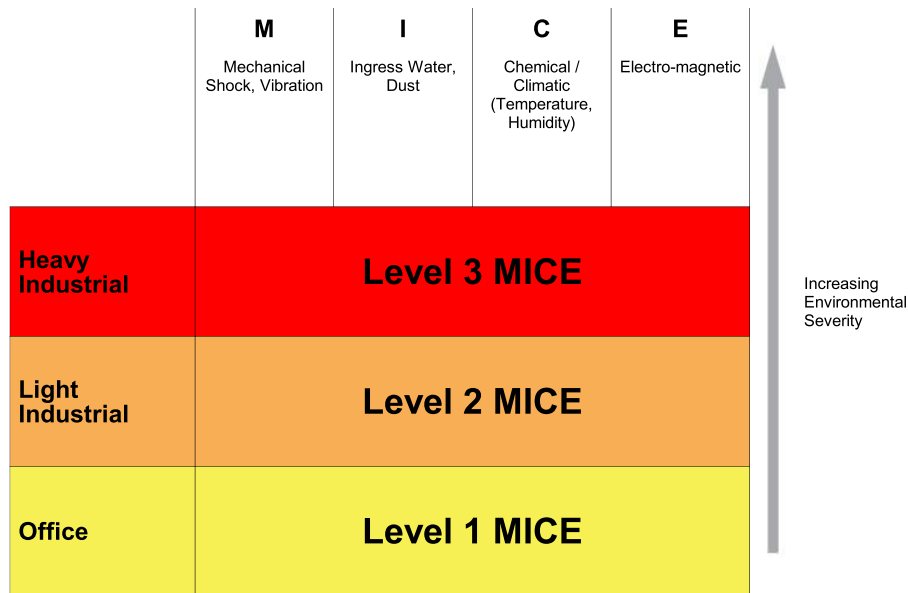 M
I
C
E
Mechanical
Shock, Vibration
Ingress Water,
Dust
Chemical /
Climatic
(Temperature,
Humidity)
Electro-magnetic
Heavy
Industrial
Level 3 MICE
Increasing
Environmental
Severity
Light
Industrial
Level 2 MICE
Office
Level 1 MICE